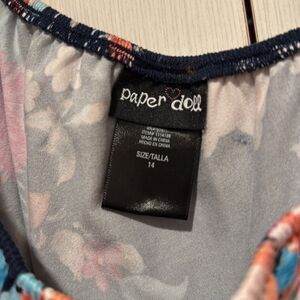 paper doll
MADE IN CHINA
HECHO EN CHINA
SIZE/TALLA
14